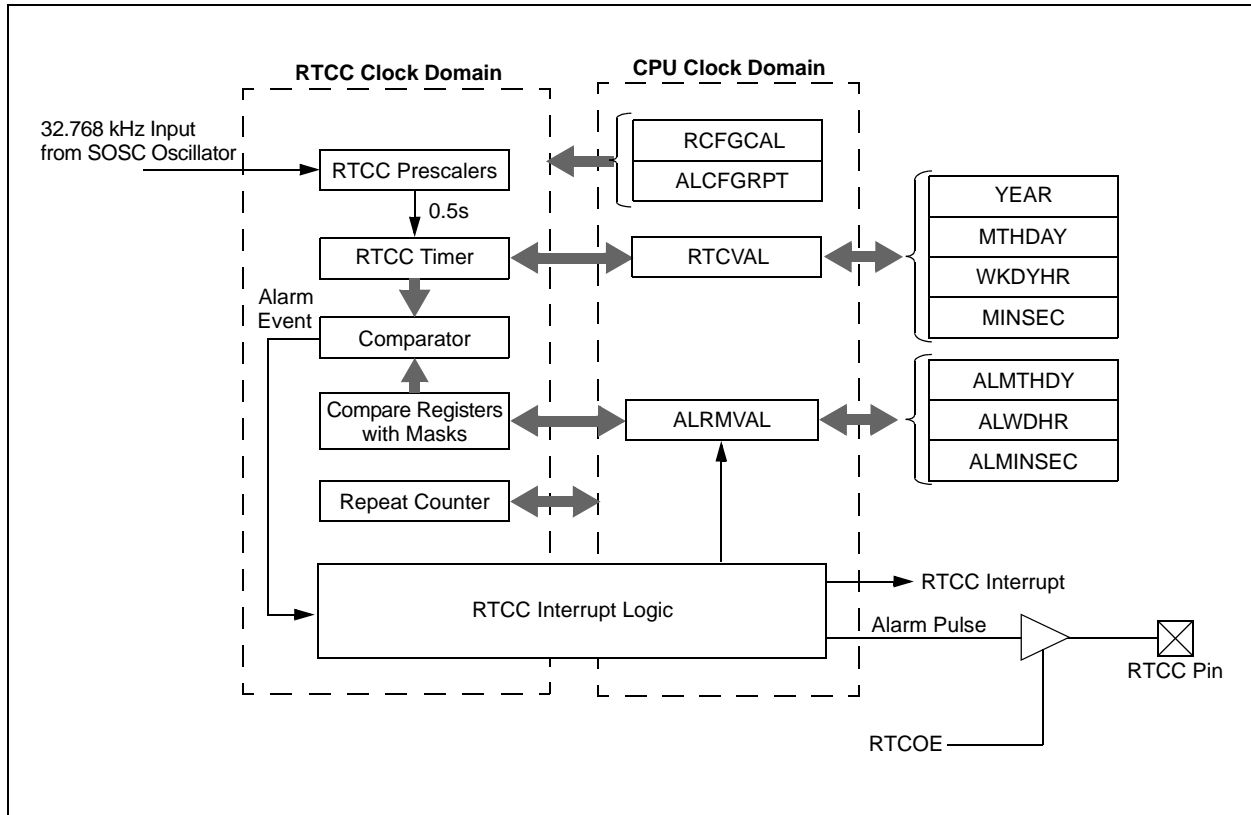 RTCC Clock Domain
CPU Clock Domain
32.768 kHz Input
from SOSC Oscillator
RTCC Prescalers
0.5s
RTCC Timer
Alarm
Event
Comparator
Compare Registers
with Masks
Repeat Counter
RCFGCAL
ALCFGRPT
RTCVAL
ALRMVAL
YEAR
MTHDAY
WKDYHR
MINSEC
ALMTHDY
ALWDHR
ALMINSEC
RTCC Interrupt Logic
RTCC Interrupt
Alarm Pulse
RTCC Pin
RTCOE